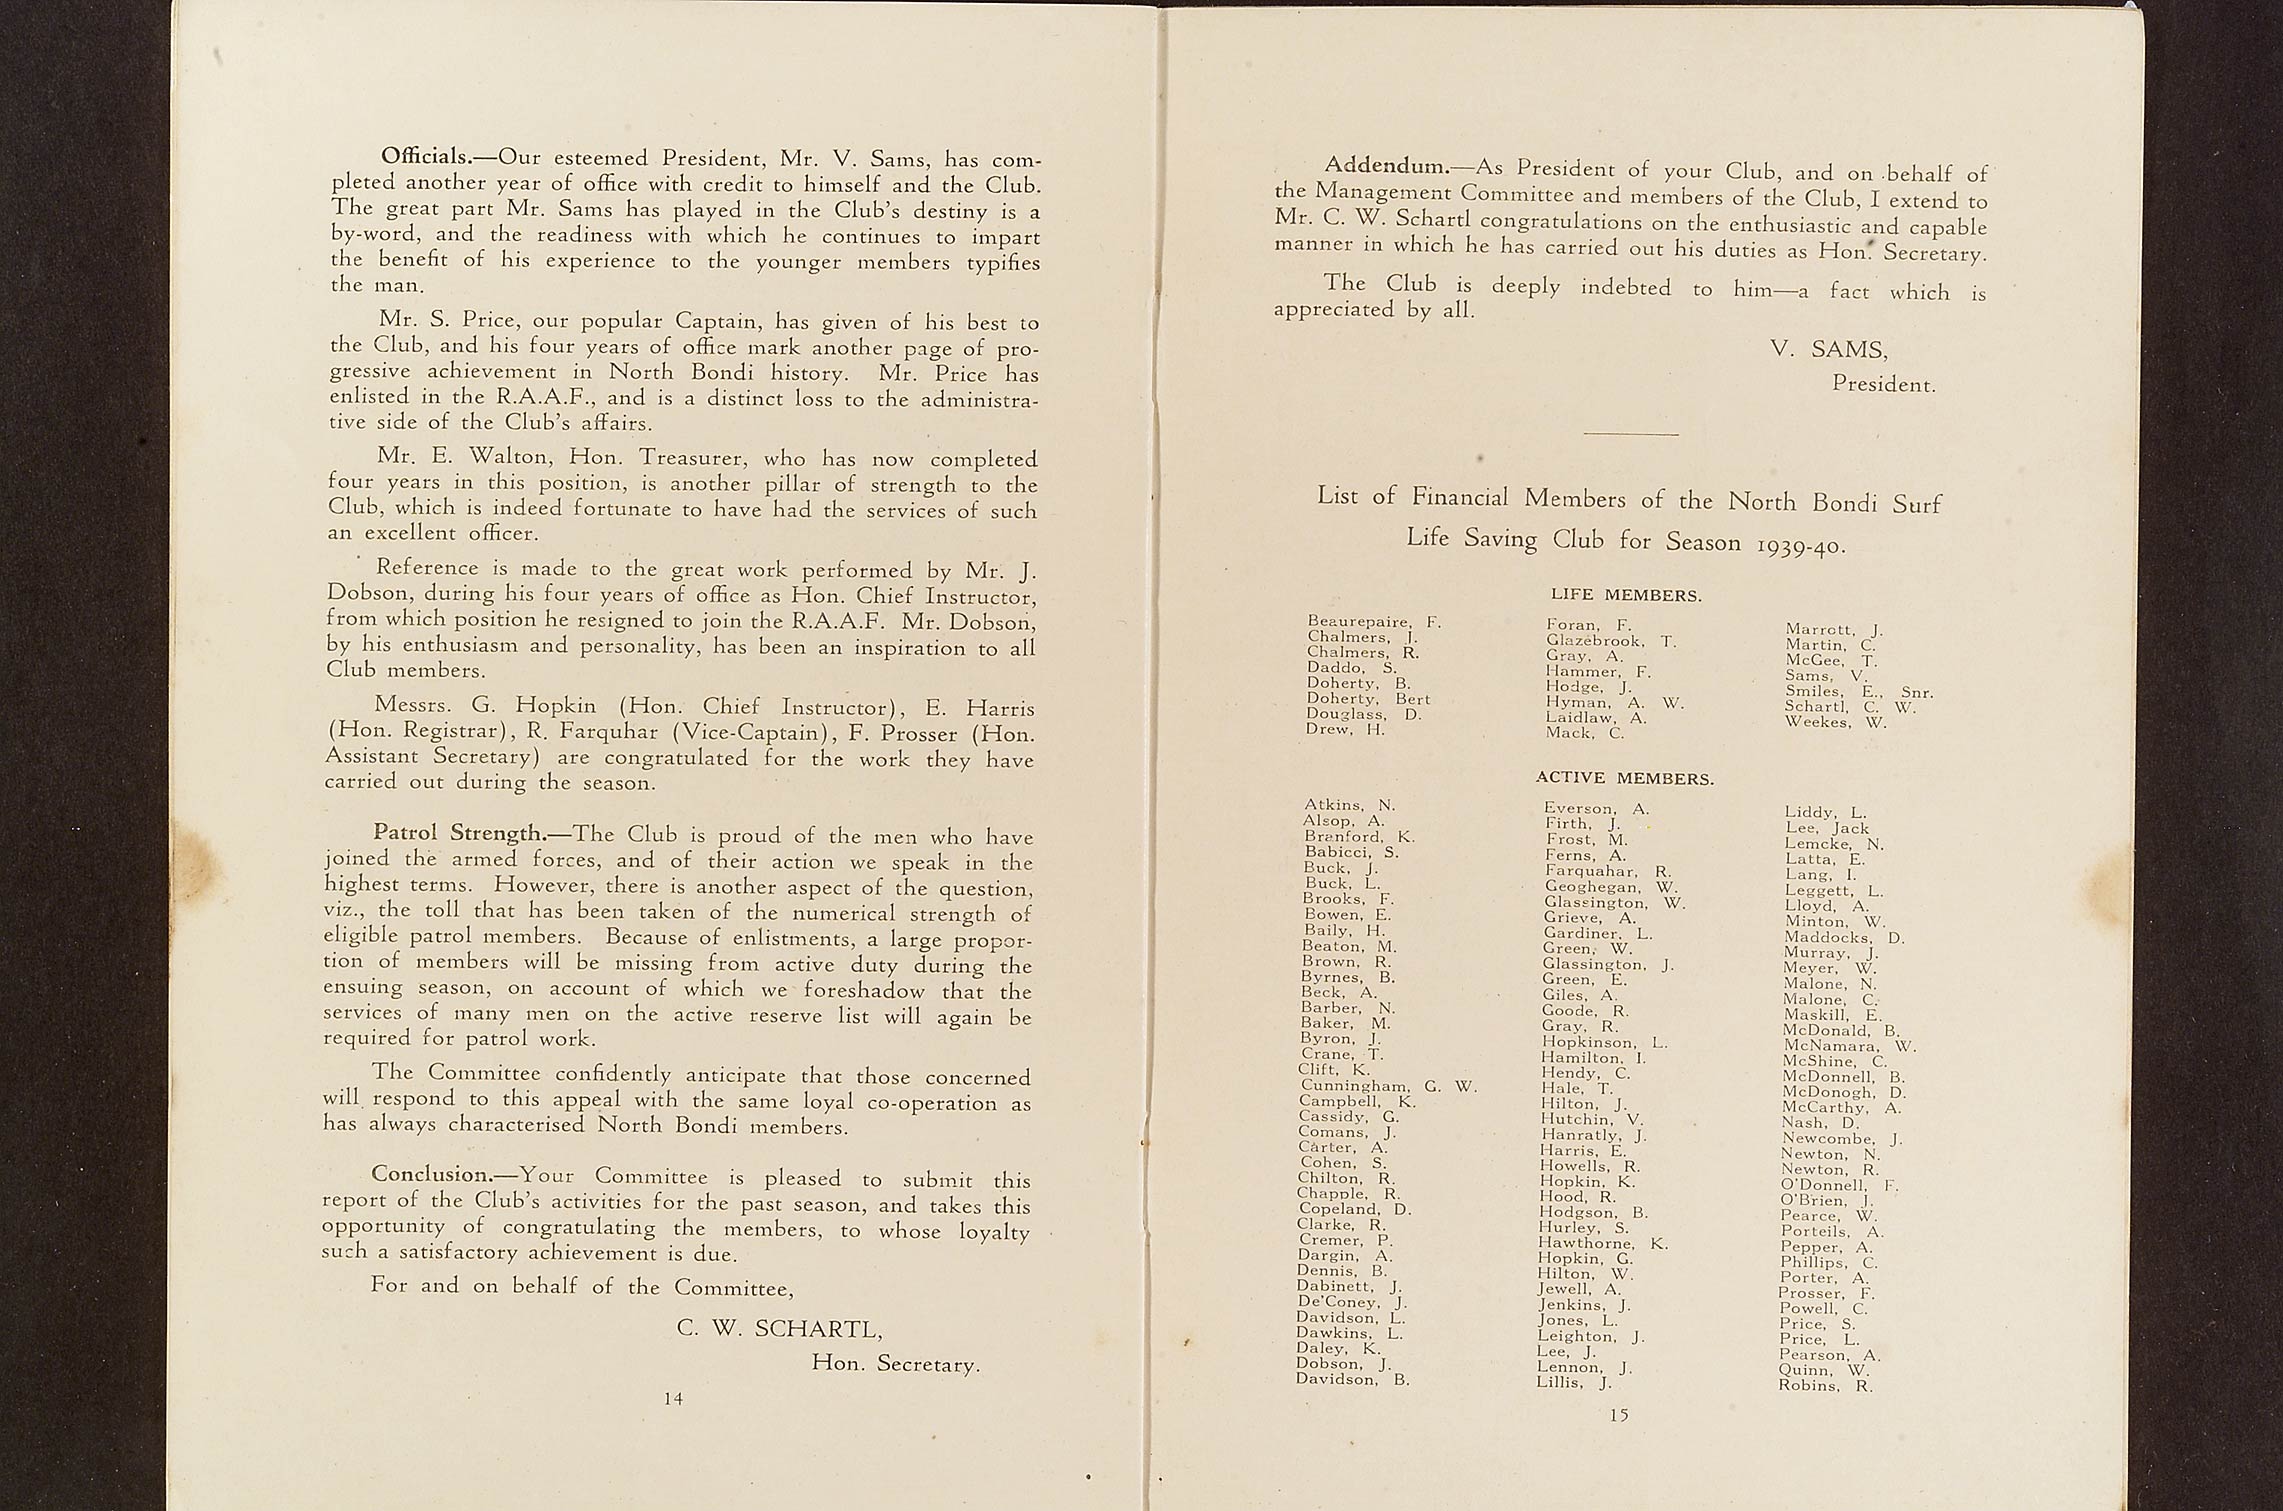 Officials.—Our esteemed President, Mr. V. Sams, has com-
pleted another year of office with credit to himself and the Club.
The great part Mr. Sams has played in the Club's destiny is a
by-word, and the readiness with which he continues to impart
the benefit of his experience to the younger members typifies
the man.
Mr. S. Price, our popular Captain, has given of his best to
the Club, and his four years of office mark another page of pro-
gressive achievement in North Bondi history. Mr. Price has
enlisted in the R.A.A.F., and is a distinct loss to the administra-
tive side of the Club's affairs.
Mr. E. Walton, Hon. Treasurer, who has now completed
four years in this position, is another pillar of strength to the
Club, which is indeed fortunate to have had the services of such
an excellent officer.
Reference is made to the great work performed by Mr. J.
Dobson, during his four years of office as Hon. Chief Instructor,
from which position he resigned to join the R.A.A.F. Mr. Dobson,
by his enthusiasm and personality, has been an inspiration to all
Club members.
Messrs. G. Hopkin (Hon. Chief Instructor), E. Harris
(Hon. Registrar), R. Farquhar (Vice-Captain), F. Prosser (Hon.
Assistant Secretary) are congratulated for the work they have
carried out during the season.
Patrol Strength.—The Club is proud of the men who have
joined the armed forces, and of their action we speak in the
highest terms. However, there is another aspect of the question,
viz., the toll that has been taken of the numerical strength of
eligible patrol members. Because of enlistments, a large propor-
tion of members will be missing from active duty during the
ensuing season, on account of which we foreshadow that the
services of many men on the active reserve list will again be
required for patrol work.
The Committee confidently anticipate that those concerned
will respond to this appeal with the same loyal co-operation as
has always characterised North Bondi members.
Conclusion.—Your Committee is pleased to submit this
report of the Club's activities for the past season, and takes this
opportunity of congratulating the members, to whose loyalty
such a satisfactory achievement is due.
For and on behalf of the Committee,
C. W. SCHARTL,
Hon. Secretary.
14
Addendum.—As President of your Club, and on behalf of
the Management Committee and members of the Club, I extend to
Mr. C. W. Schartl congratulations on the enthusiastic and capable
manner in which he has carried out his duties as Hon. Secretary.
The Club is deeply indebted to him—a fact which is
appreciated by all.
V. SAMS,
President.
List of Financial Members of the North Bondi Surf
Life Saving Club for Season 1939-40.
LIFE MEMBERS.
Beaurepaire, F.
Chalmers, J.
Chalmers, R.
Daddo, S.
Doherty, B.
Doherty, Bert
Douglass, D.
Drew, H.
Foran, F.
Glazebrook, T.
Gray, A.
Hammer, F.
Hodge, J.
Hyman, A. W.
Laidlaw, A.
Mack, C.
Marrott, J.
Martin, C.
McGee, T.
Sams, V.
Smiles, E., Snr.
Schartl, C. W.
Weekes, W.
ACTIVE MEMBERS.
Atkins, N.
Alsop, A.
Branford, K.
Babicci, S.
Buck, J.
Buck, L.
Brooks, F.
Bowen, E.
Baily, H.
Beaton, M.
Brown, R.
Byrnes, B.
Beck, A.
Barber, N.
Baker, M.
Byron, J.
Crane, T.
Clift, K.
Cunningham, G. W.
Campbell, K.
Cassidy, G.
Comans, J.
Carter, A.
Cohen, S.
Chilton, R.
Chapple, R.
Copeland, D.
Clarke, R.
Cremer, P.
Dargin, A.
Dennis, B.
Dabinett, J.
De'Coney, J.
Davidson, L.
Dawkins, L.
Daley, K.
Dobson, J.
Davidson, B.
Everson, A.
Firth, J.
Frost, M.
Ferns, A.
Farquahar, R.
Geoghegan, W.
Glassington, W.
Grieve, A.
Gardiner, L.
Green, W.
Glassington, J.
Green, E.
Giles, A.
Goode, R.
Gray, R.
Hopkinson, L.
Hamilton, I.
Hendy, C.
Hale, T.
Hilton, J.
Hutchin, V.
Hanratly, J.
Harris, E.
Howells, R.
Hopkin, K.
Hood, R.
Hodgson, B.
Hurley, S.
Hawthorne, K.
Hopkin, G.
Hilton, W.
Jewell, A.
Jenkins, J.
Jones, L.
Leighton, J.
Lee, J.
Lennon, J.
Lillis, J.
Liddy, L.
Lee, Jack
Lemcke, N.
Latta, E.
Lang, I.
Leggett, L.
Lloyd, A.
Minton, W.
Maddocks, D.
Murray, J.
Meyer, W.
Malone, N.
Malone, C.
Maskill, E.
McDonald, B.
McNamara, W.
McShine, C.
McDonnell, B.
McDonogh, D.
McCarthy, A.
Nash, D.
Newcombe, J.
Newton, N.
Newton, R.
O'Donnell, F.
O'Brien, J.
Pearce, W.
Porteils, A.
Pepper, A.
Phillips, C.
Porter, A.
Prosser, F.
Powell, C.
Price, S.
Price, L.
Pearson, A.
Quinn, W.
Robins, R.
15